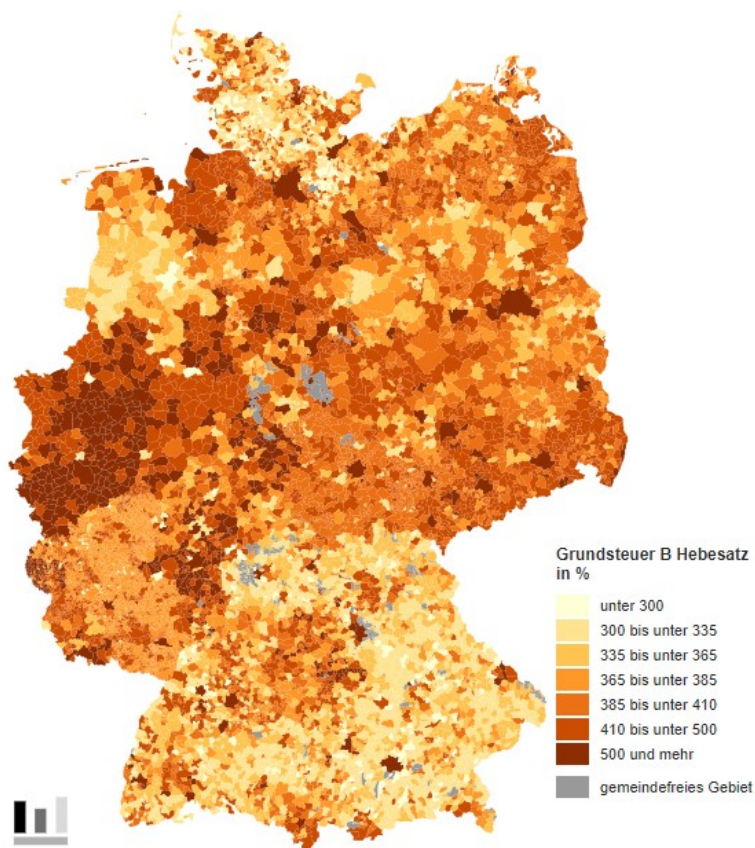 Grundsteuer B Hebesatz
in %
unter 300
300 bis unter 335
335 bis unter 365
365 bis unter 385
385 bis unter 410
410 bis unter 500
500 und mehr
gemeindefreies Gebiet